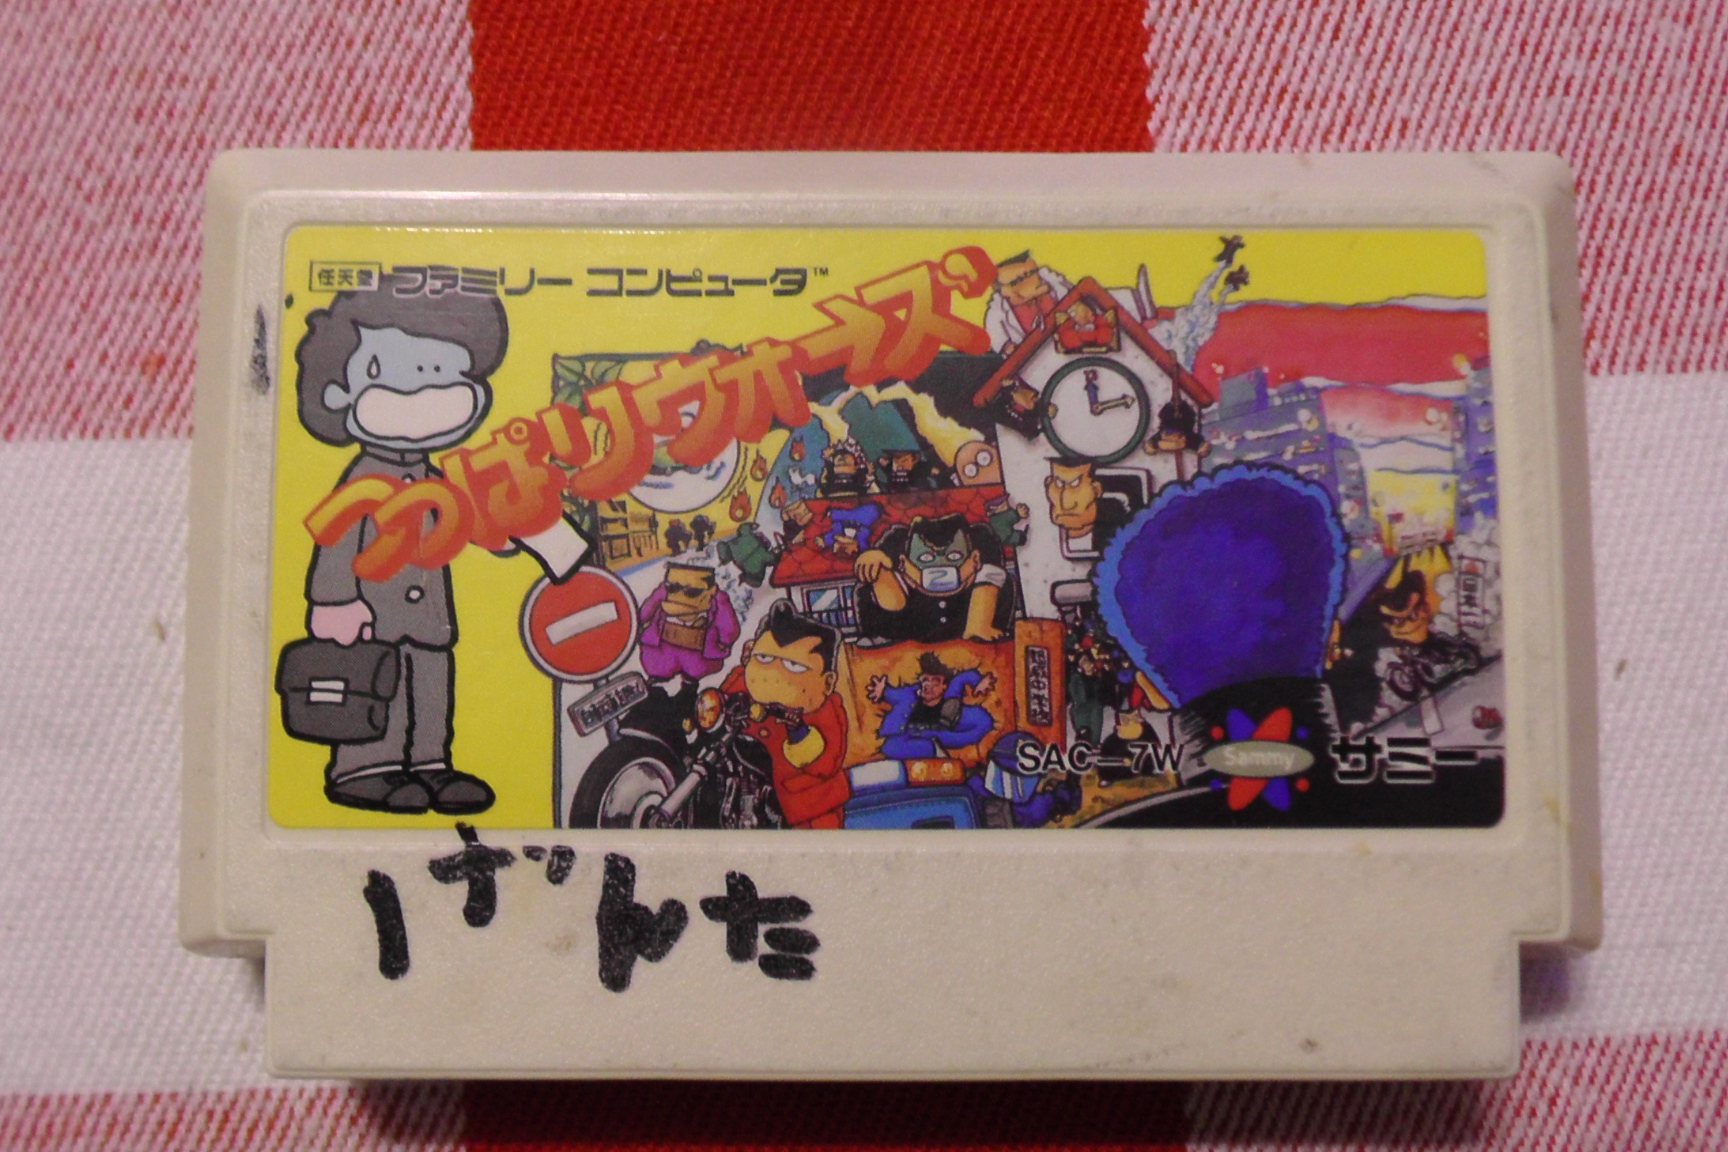 任天堂 ファミリー コンピュータ™
つっぱりウォーズ
SAC-7W Sammy サミー
げんた